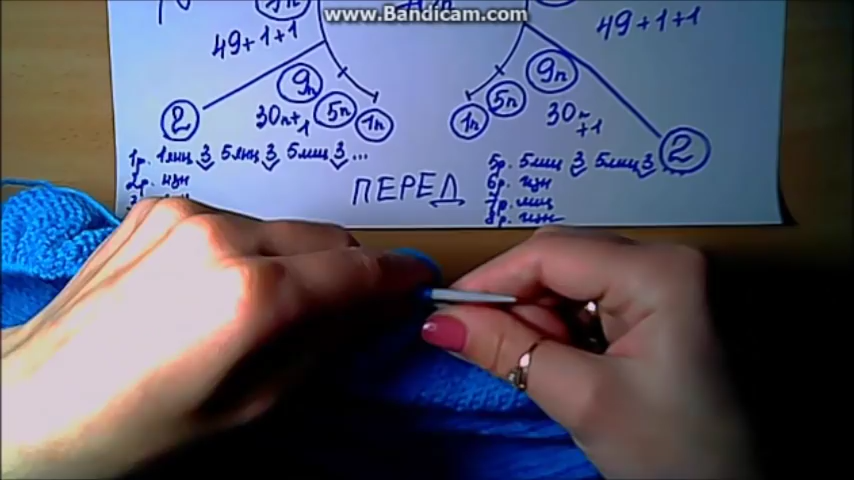 www.Bandicam.com
49+1+1
49+1+1
9п
9п
2
30п+1
5п
1п
1п
5п
30п
+1
2
1р. 1лиц 3 5лиц 3 5лиц 3 ...
5р. 5лиц 3 5лиц 3
2р. изн
6р. изн
ПЕРЕД
7р. лиц
8р. изн